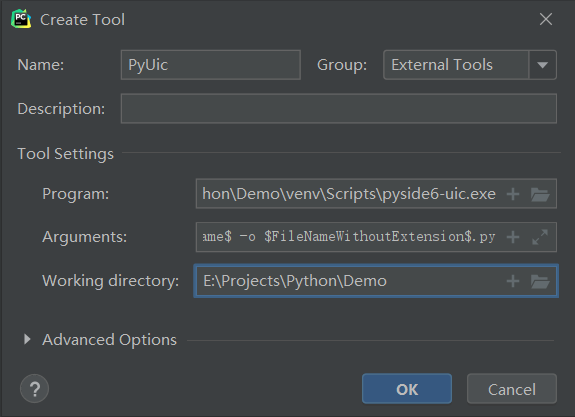 PC
Create Tool
Name: PyUic Group: External Tools
Description:
Tool Settings
Program: hon\Demo\venv\Scripts\pyside6-uic.exe
Arguments: ame$ -o $FileNameWithoutExtension$.py
Working directory: E:\Projects\Python\Demo
Advanced Options
? OK Cancel